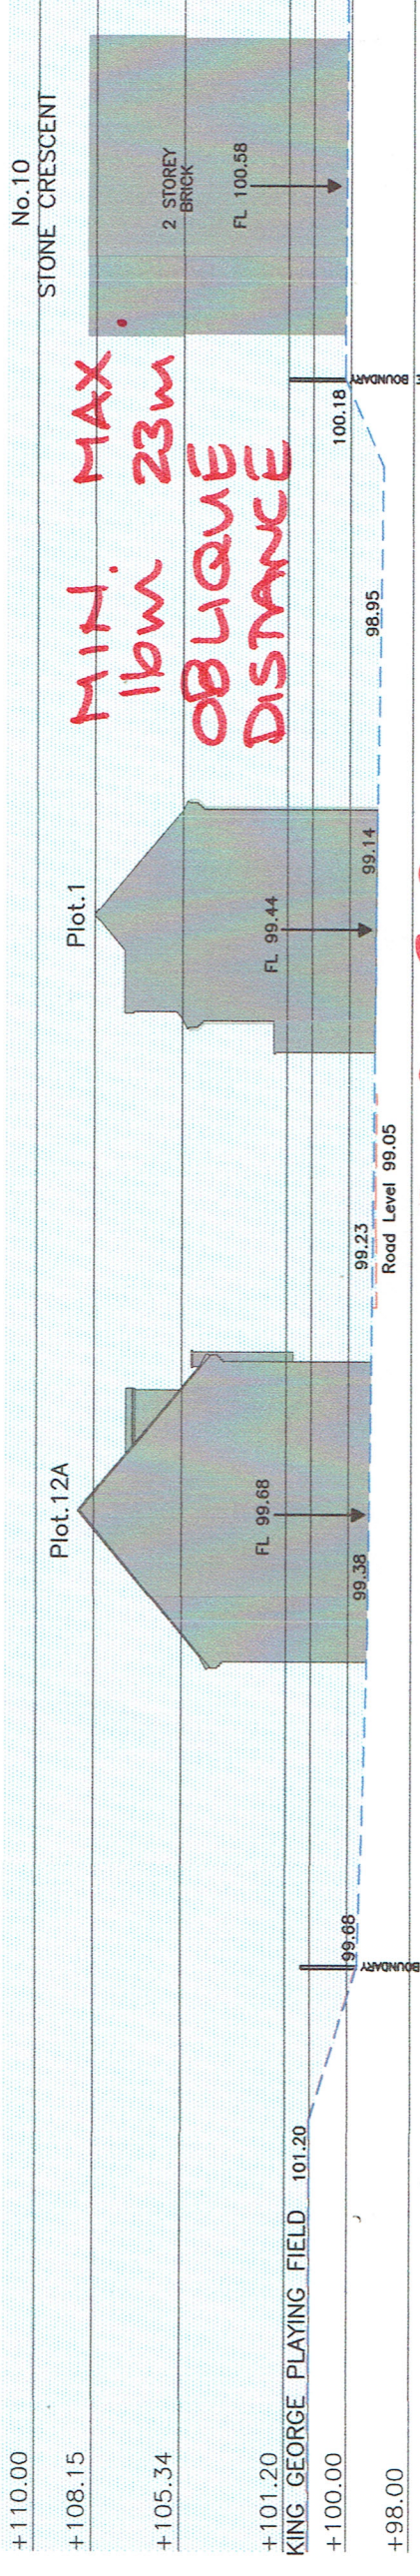 +110.00
+108.15
+105.34
+101.20
KING GEORGE PLAYING FIELD 101.20
+100.00
+98.00
99.68
BOUNDARY
Plot.12A
FL 99.68
99.38
99.23
Road Level 99.05
Plot.1
FL 99.44
99.14
98.95
MIN. MAX.
16m 23m
OBLIQUE
DISTANCE
100.18
BOUNDARY
No.10
STONE CRESCENT
2 STOREY
BRICK
FL 100.58